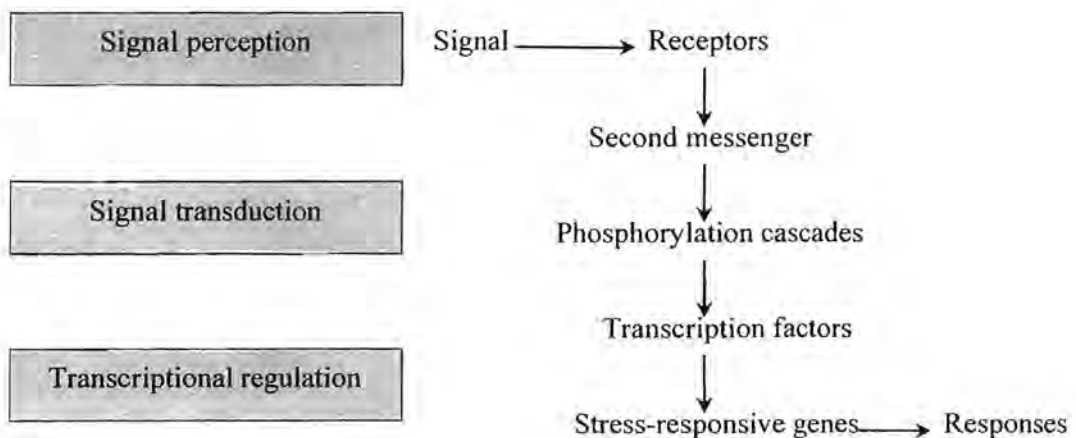 Signal perception
Signal Receptors
Second messenger
Signal transduction
Phosphorylation cascades
Transcription factors
Transcriptional regulation
Stress-responsive genes Responses